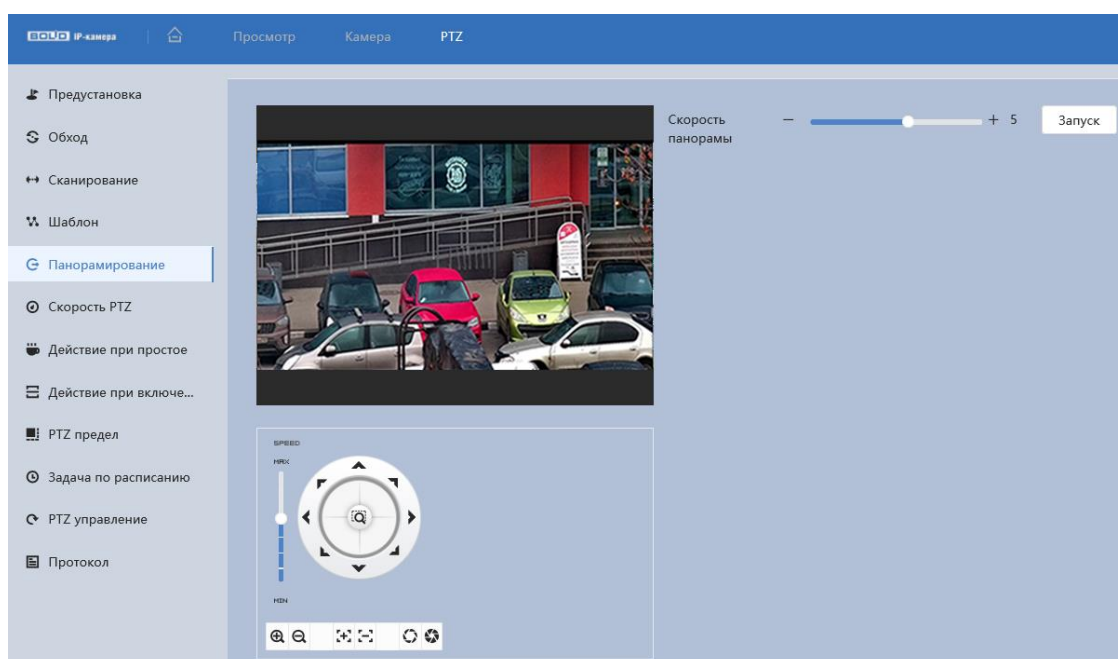 BOLID IP-камера
Просмотр
Камера
PTZ
Предустановка
Обход
Сканирование
Шаблон
Панорамирование
Скорость PTZ
Действие при простое
Действие при включе...
PTZ предел
Задача по расписанию
PTZ управление
Протокол
Скорость
панорамы
5
Запуск
SPEED
MAX
MIN